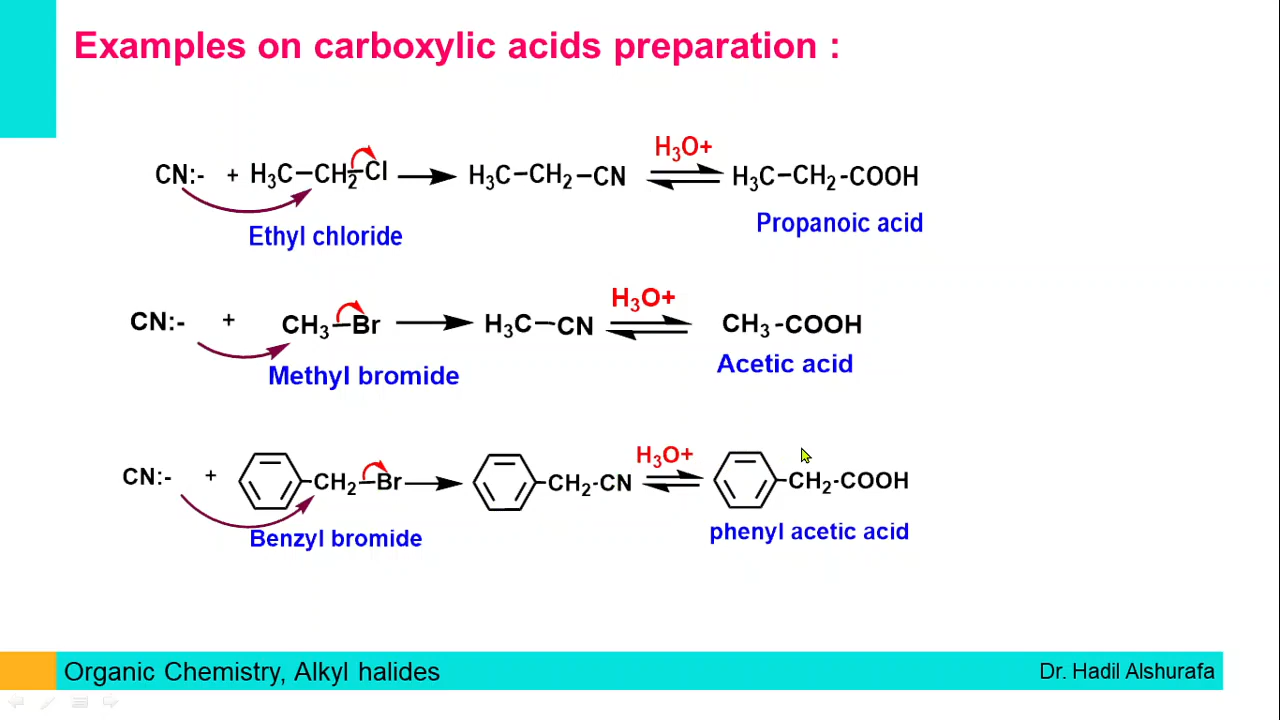 Examples on carboxylic acids preparation :
CN:- + H₃C-CH₂-Cl H₃C-CH₂-CN H₃O+ H₃C-CH₂-COOH
Ethyl chloride Propanoic acid
CN:- + CH₃-Br H₃C-CN H₃O+ CH₃-COOH
Methyl bromide Acetic acid
CN:- + CH₂-Br CH₂-CN H₃O+ CH₂-COOH
Benzyl bromide phenyl acetic acid
Organic Chemistry, Alkyl halides Dr. Hadil Alshurafa